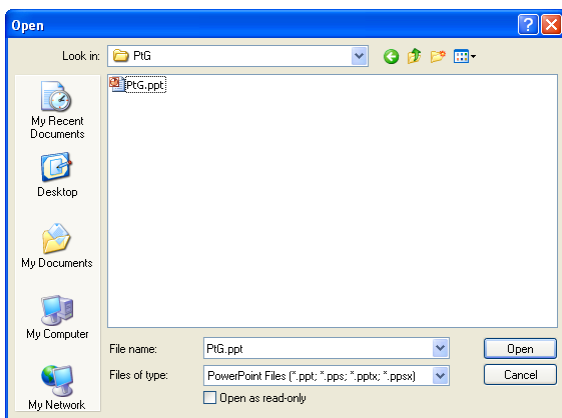 Open
Look in: PtG
PtG.ppt
My Recent
Documents
Desktop
My Documents
My Computer
My Network
File name: PtG.ppt Open
Files of type: PowerPoint Files (*.ppt; *.pps; *.pptx; *.ppsx) Cancel
Open as read-only